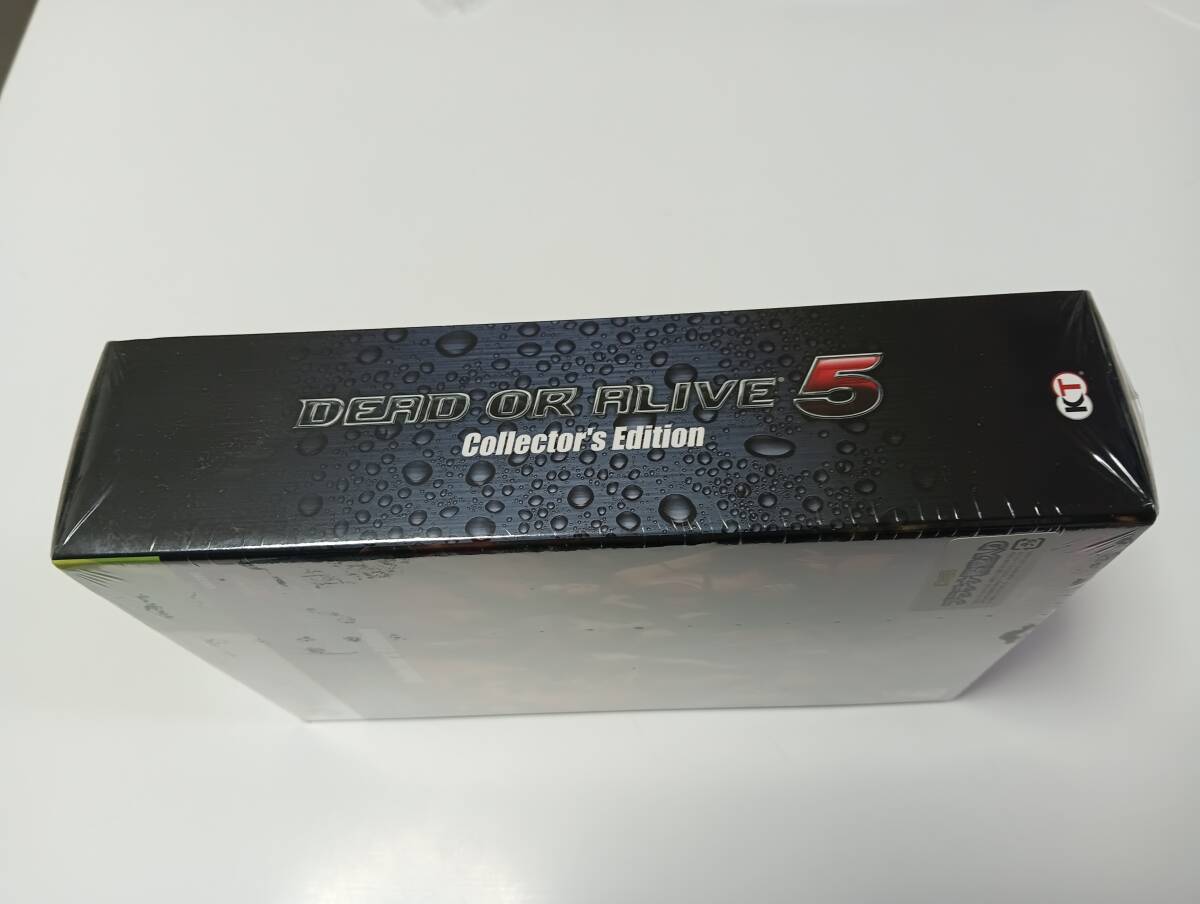 DEAD OR ALIVE 5
Collector's Edition
KT